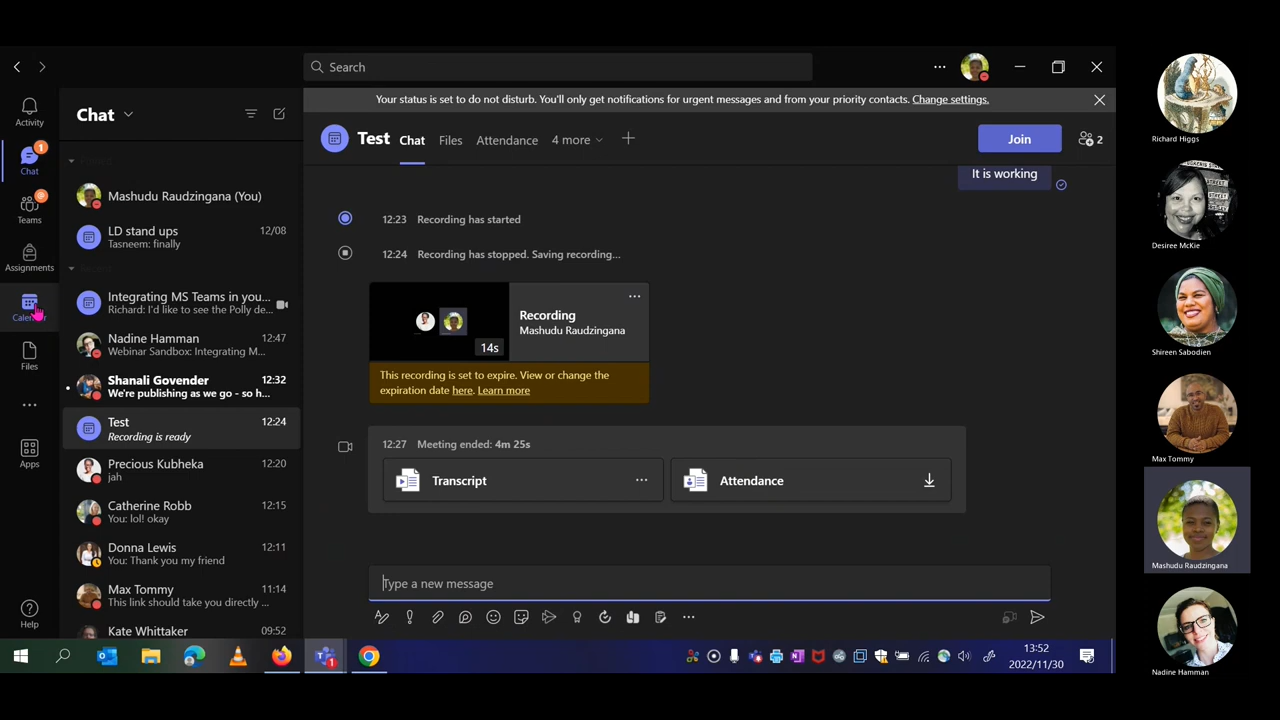 Search
Your status is set to do not disturb. You'll only get notifications for urgent messages and from your priority contacts. Change settings.
Activity
Chat
1
Teams
Assignments
Files
Apps
Help
Chat
Mashudu Raudzingana (You)
LD stand ups 12/08
Tasneem: finally
Integrating MS Teams in you...
Richard: I'd like to see the Polly de...
Nadine Hamman 12:47
Webinar Sandbox: Integrating M...
Shanali Govender 12:32
We're publishing as we go - so h...
Test 12:24
Recording is ready
Precious Kubheka 12:20
jah
Catherine Robb 12:15
You: lol! okay
Donna Lewis 12:11
You: Thank you my friend
Max Tommy 11:14
This link should take you directly ...
Kate Whittaker 09:52
Test Chat Files Attendance 4 more Join 2
It is working
12:23 Recording has started
12:24 Recording has stopped. Saving recording...
14s
Recording
Mashudu Raudzingana
This recording is set to expire. View or change the
expiration date here. Learn more
12:27 Meeting ended: 4m 25s
Transcript
Attendance
Type a new message
1
13:52
2022/11/30
Richard Higgs
Desiree McKie
Shireen Sabodien
Max Tommy
Mashudu Raudzingana
Nadine Hamman